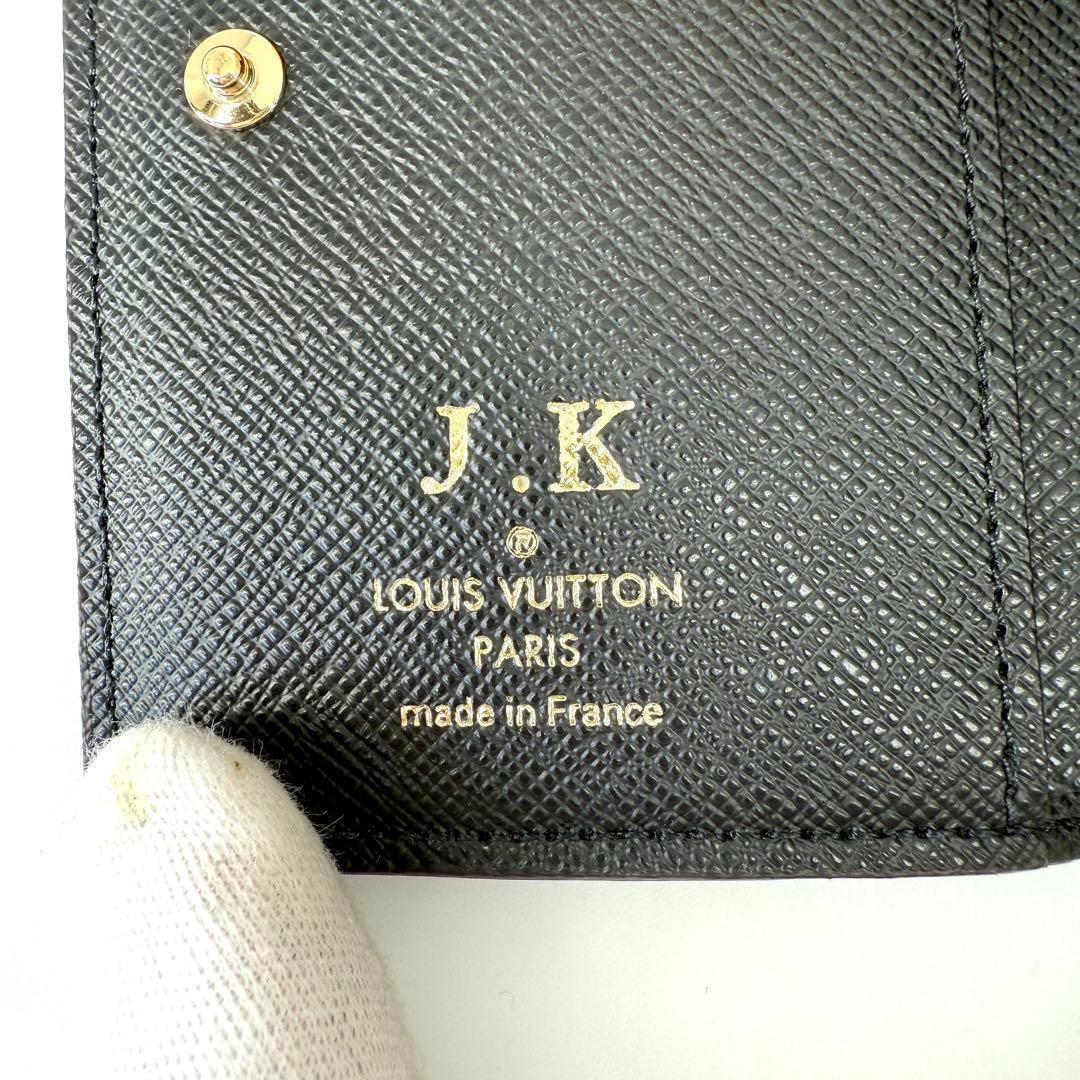 J.K
®
LOUIS VUITTON
PARIS
made in France